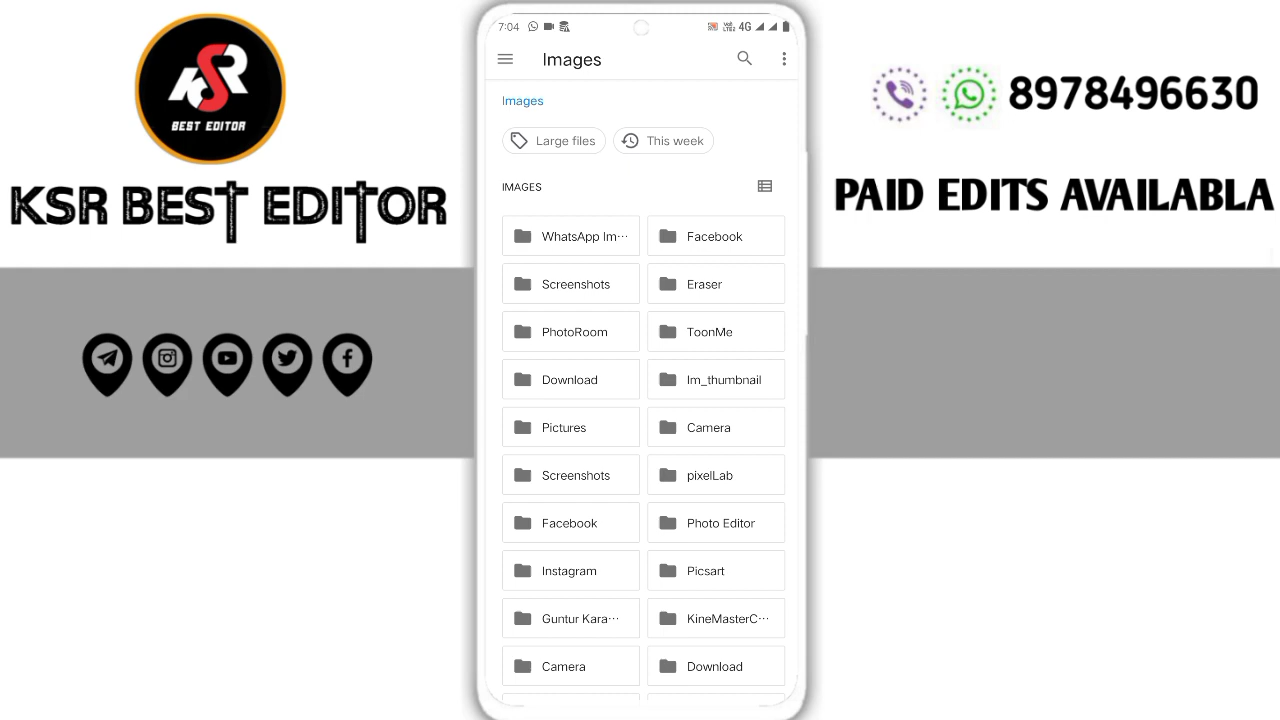 KSR
BEST EDITOR
KSR BEST EDITOR
7:04
4G
Images
Images
Large files
This week
IMAGES
WhatsApp Im···
Facebook
Screenshots
Eraser
PhotoRoom
ToonMe
Download
Im_thumbnail
Pictures
Camera
Screenshots
pixelLab
Facebook
Photo Editor
Instagram
Picsart
Guntur Kara···
KineMasterC···
Camera
Download
8978496630
PAID EDITS AVAILABLA